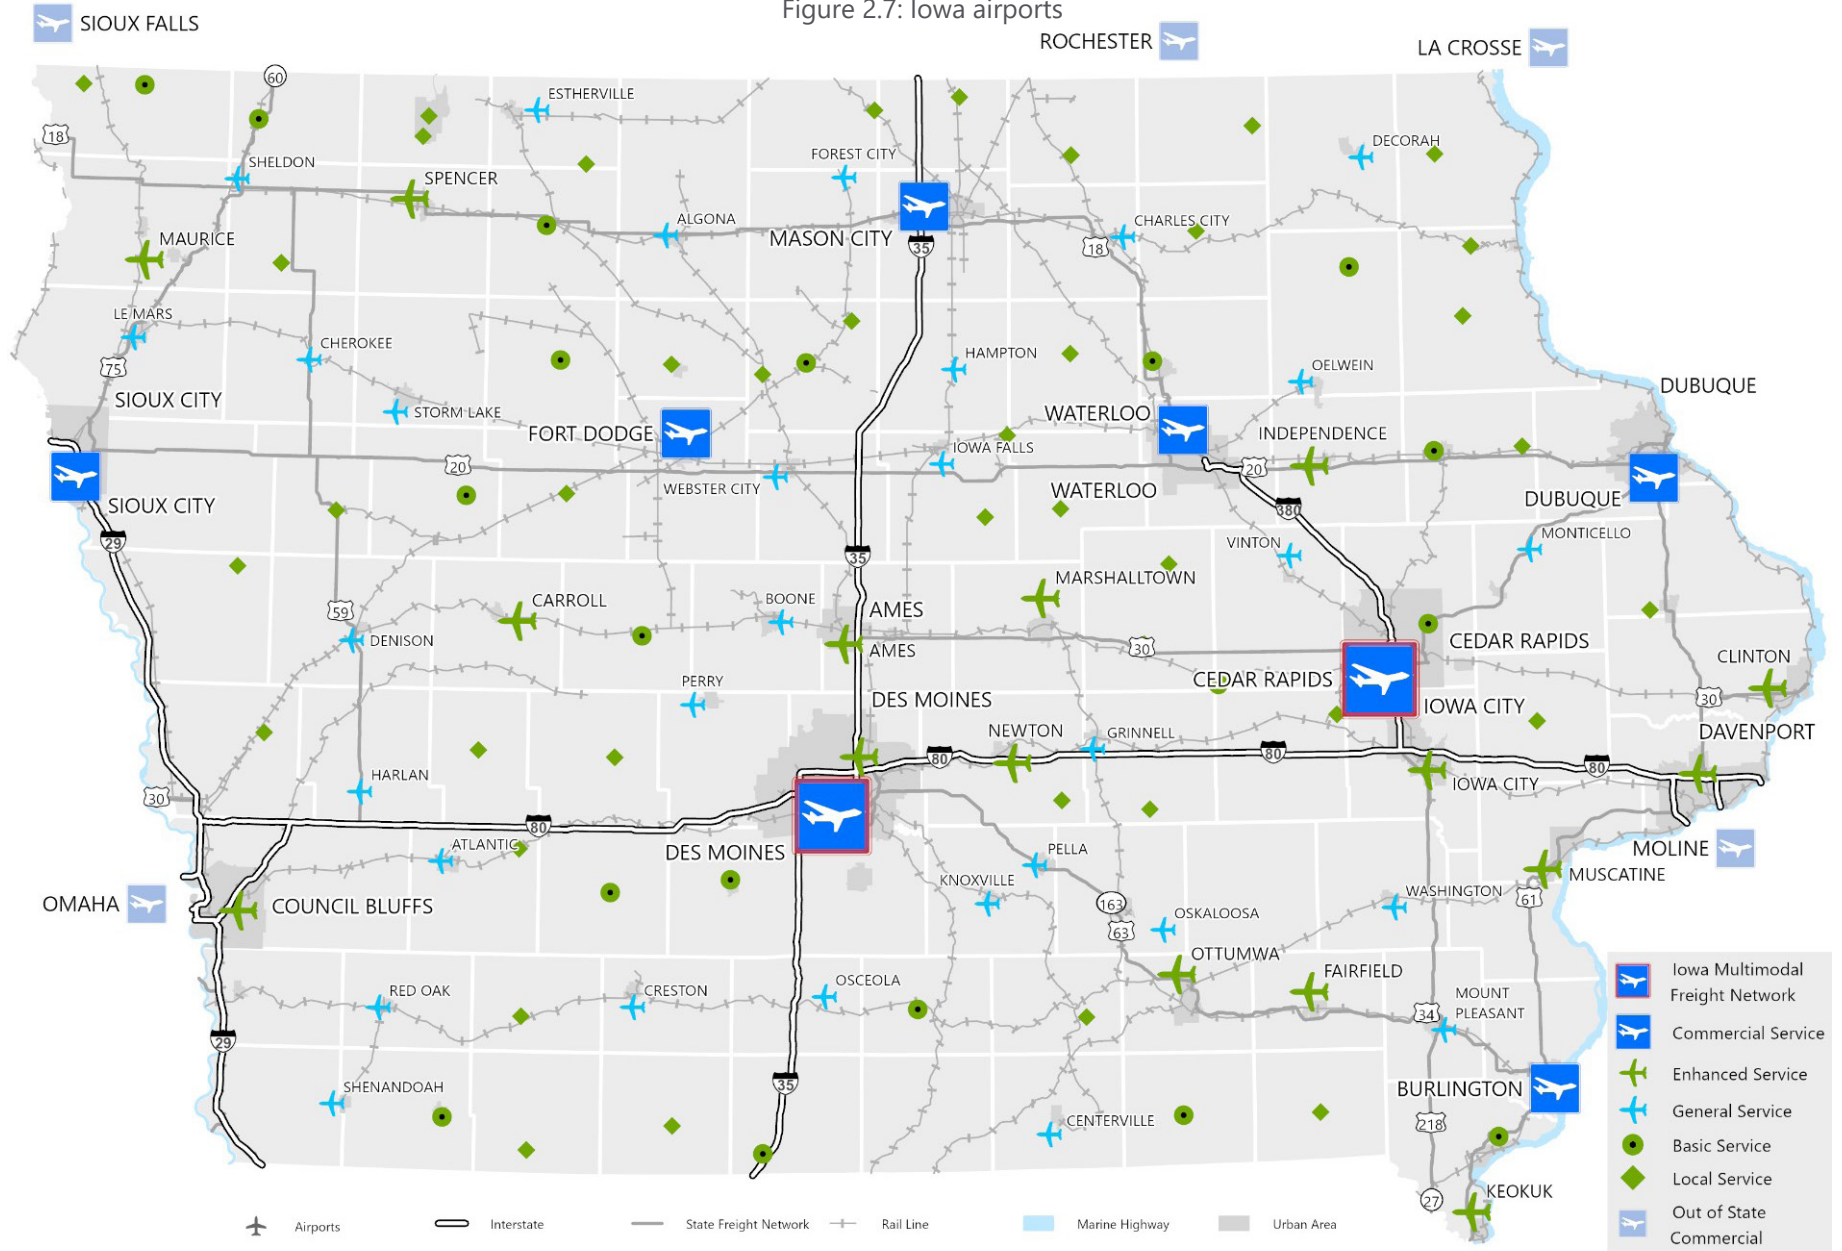 Figure 2.7: Iowa airports
SIOUX FALLS
ROCHESTER
LA CROSSE
60
ESTHERVILLE
18
DECORAH
FOREST CITY
SHELDON
SPENCER
ALGONA
CHARLES CITY
MAURICE
MASON CITY
35
18
LE MARS
CHEROKEE
HAMPTON
75
OELWEIN
DUBUQUE
SIOUX CITY
STORM LAKE
WATERLOO
FORT DODGE
INDEPENDENCE
IOWA FALLS
20
20
WEBSTER CITY
WATERLOO
DUBUQUE
SIOUX CITY
380
MONTICELLO
29
VINTON
35
MARSHALLTOWN
CARROLL
BOONE
AMES
59
DENISON
AMES
30
CEDAR RAPIDS
CLINTON
PERRY
CEDAR RAPIDS
30
DES MOINES
IOWA CITY
NEWTON
GRINNELL
DAVENPORT
80
80
80
HARLAN
IOWA CITY
30
80
ATLANTIC
DES MOINES
PELLA
MOLINE
KNOXVILLE
MUSCATINE
OMAHA
COUNCIL BLUFFS
WASHINGTON
163
61
OSKALOOSA
63
OTTUMWA
FAIRFIELD
Iowa Multimodal
Freight Network
RED OAK
CRESTON
OSCEOLA
MOUNT
PLEASANT
34
29
Commercial Service
35
SHENANDOAH
BURLINGTON
Enhanced Service
General Service
CENTERVILLE
218
Basic Service
Local Service
KEOKUK
27
Out of State
Commercial
Airports
Interstate
State Freight Network
Rail Line
Marine Highway
Urban Area